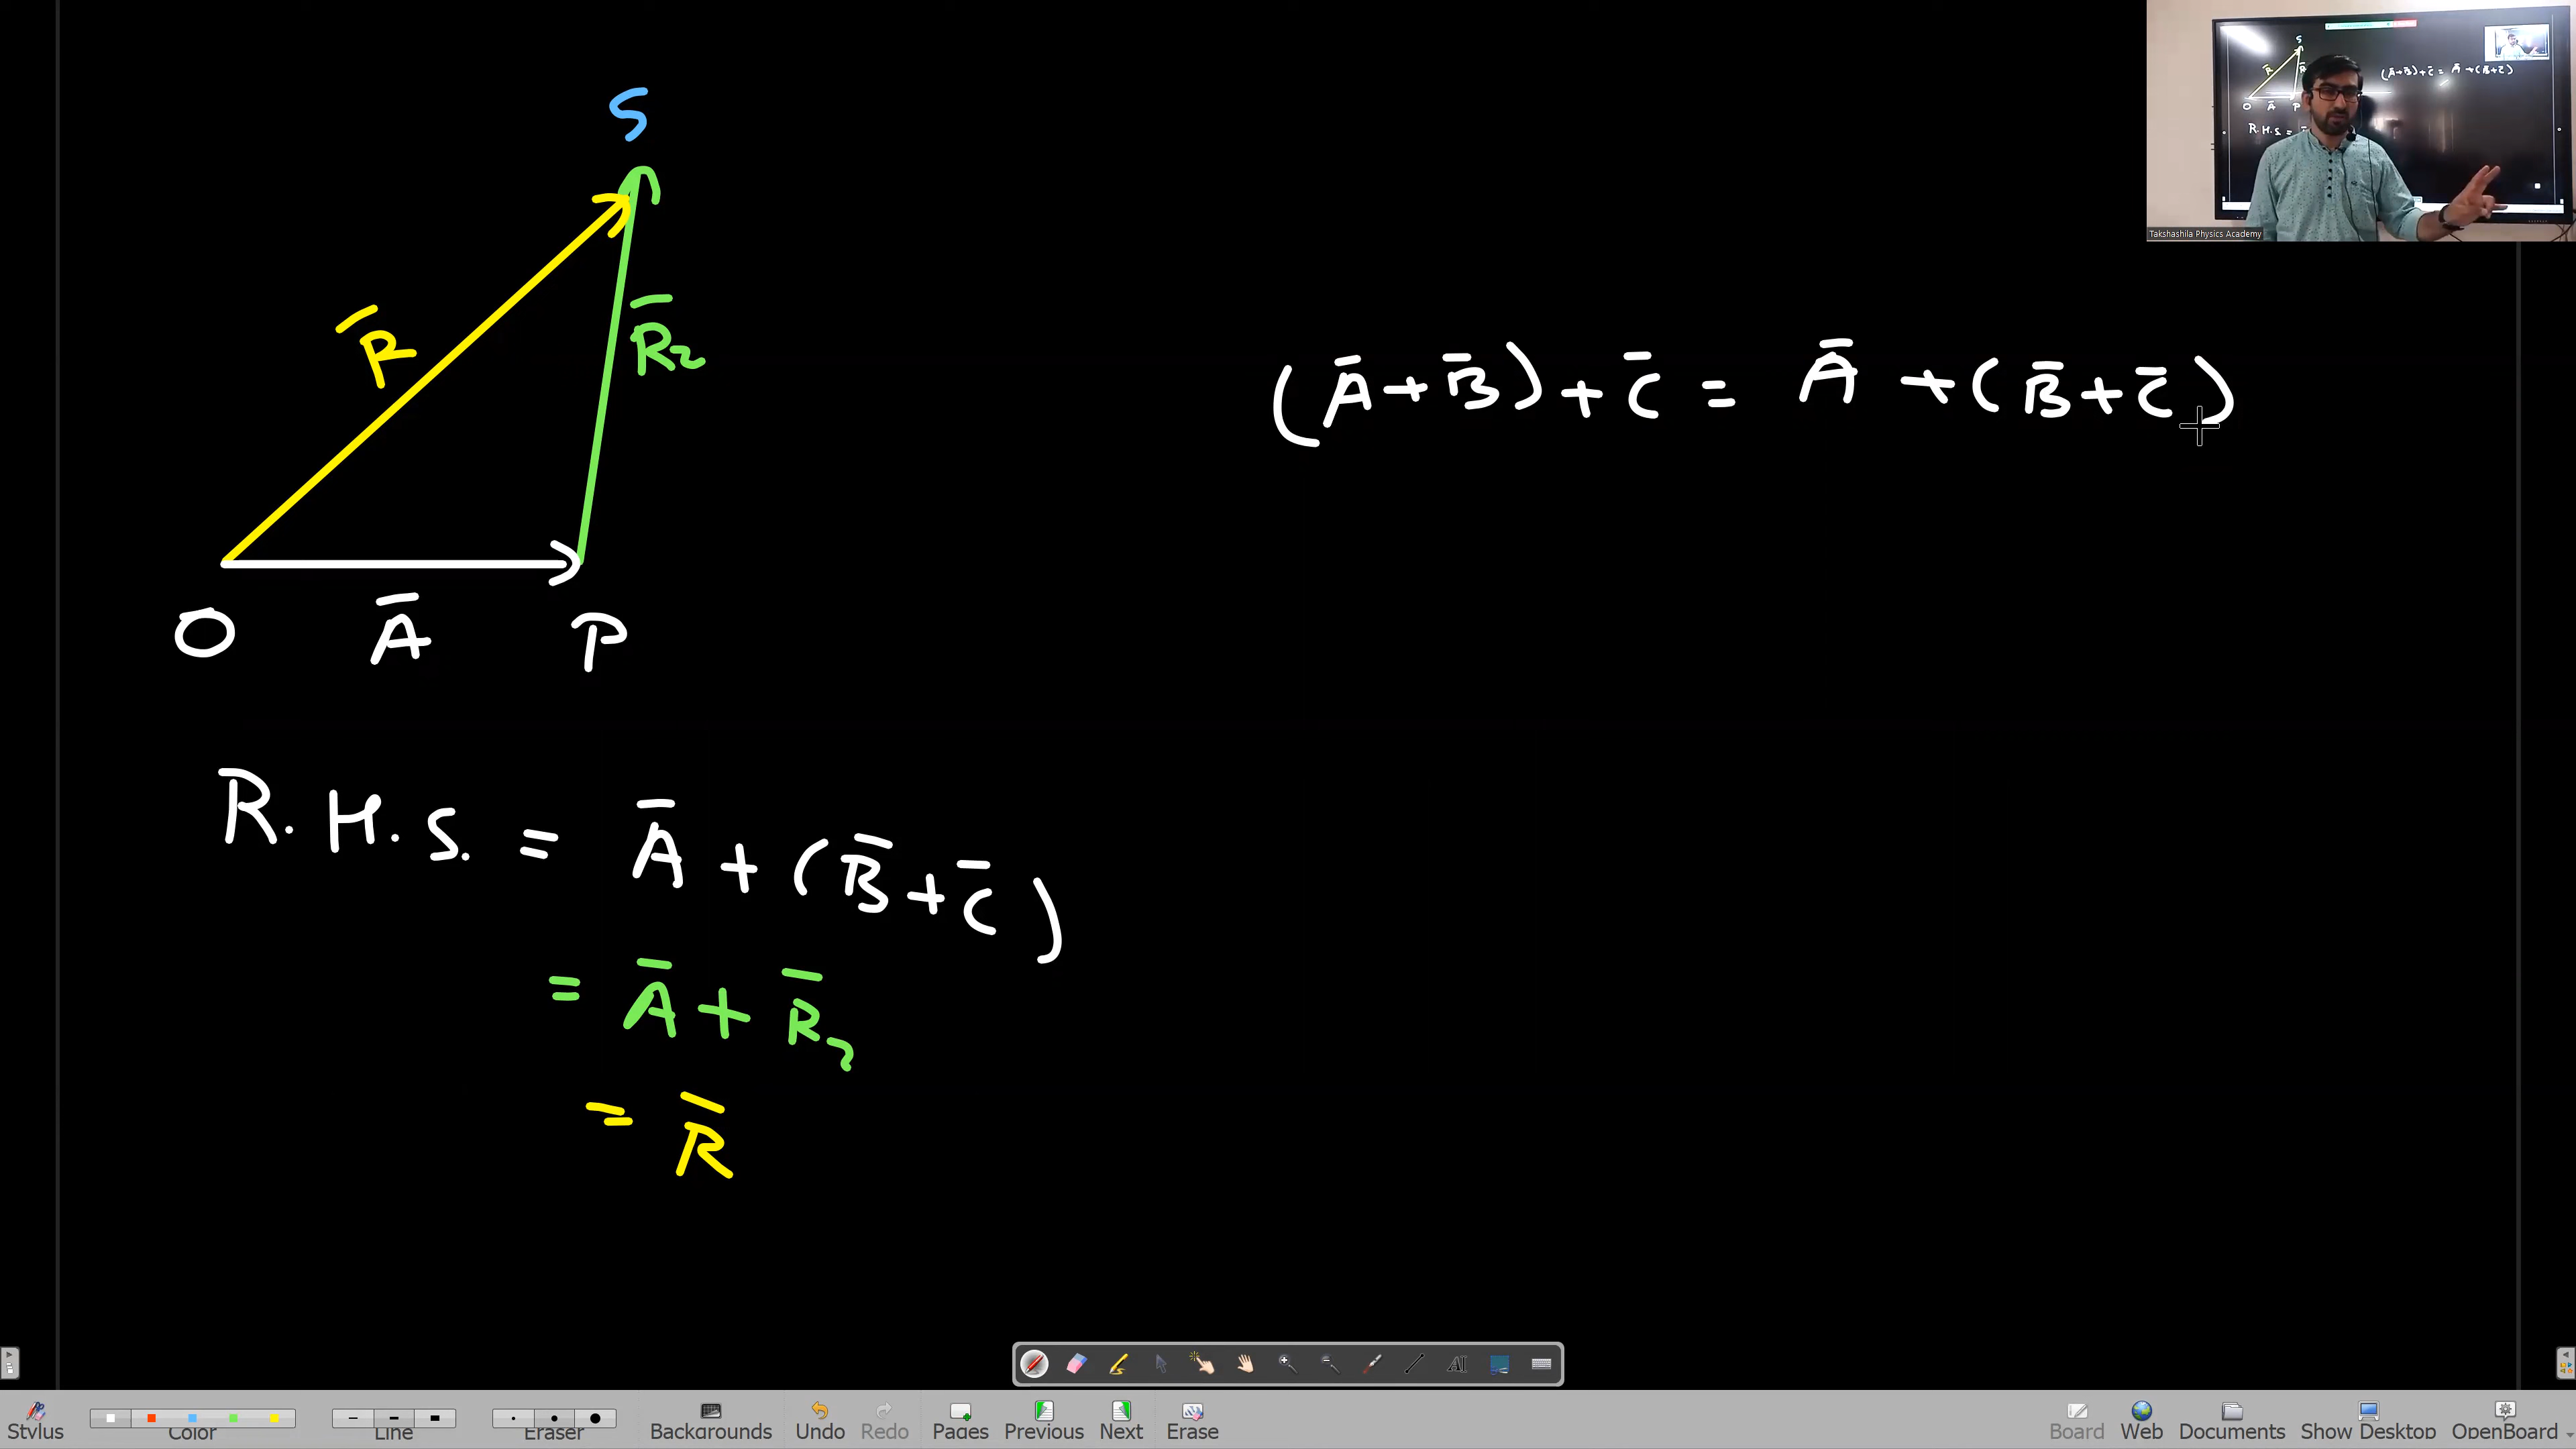 S
R̄
R̄₂
O Ā P
(Ā+B̄)+C̄ = Ā +(B̄+C̄)
R.H.S. = Ā + (B̄+C̄)
= Ā + R̄₂
= R̄
Takshashila Physics Academy
Stylus Color Line Eraser Backgrounds Undo Redo Pages Previous Next Erase Board Web Documents Show Desktop OpenBoard